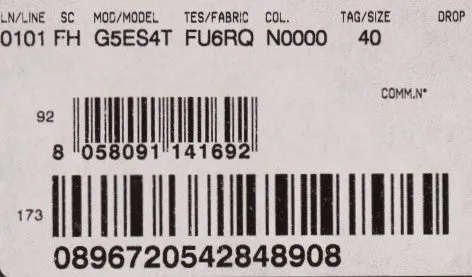 LN/LINE SC MOD/MODEL TES/FABRIC COL. TAG/SIZE DROP
0101 FH G5ES4T FU6RQ N0000 40
COMM.N°
92
8 058091 141692
173
0896720542848908